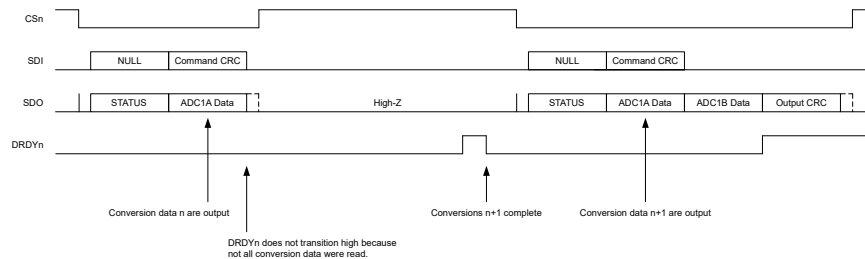 CSn
SDI
NULL
Command CRC
NULL
Command CRC
SDO
STATUS
ADC1A Data
High-Z
STATUS
ADC1A Data
ADC1B Data
Output CRC
DRDYn
Conversion data n are output
Conversions n+1 complete
Conversion data n+1 are output
DRDYn does not transition high because
not all conversion data were read.